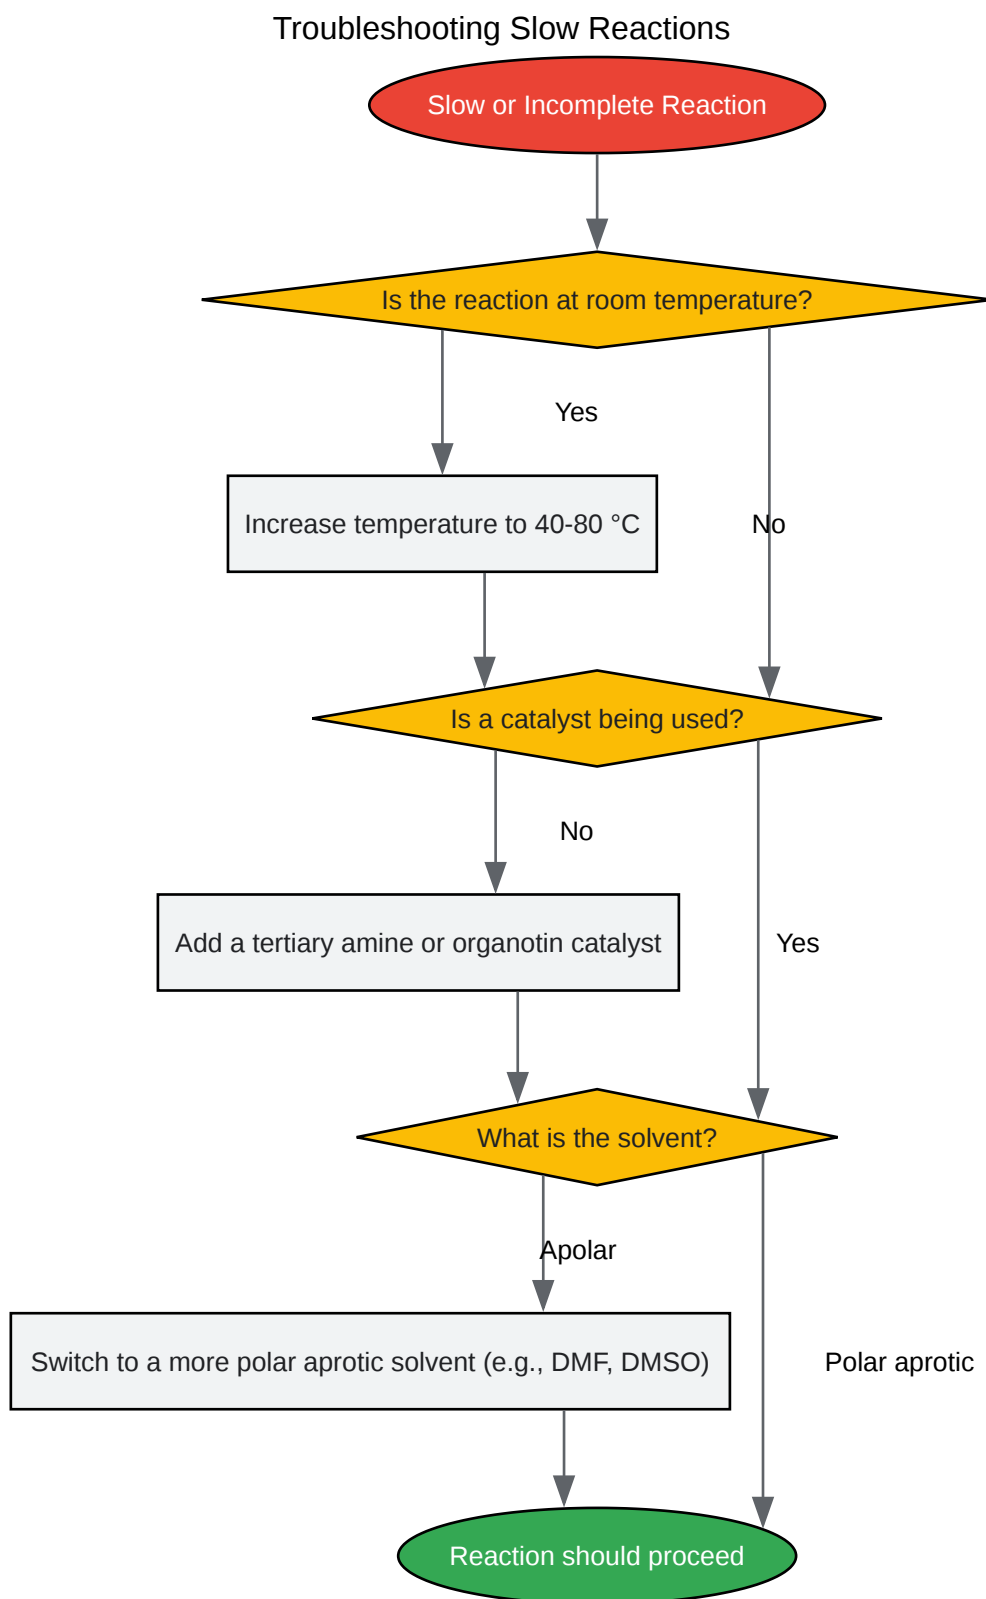 Troubleshooting Slow Reactions
Slow or Incomplete Reaction
Is the reaction at room temperature?
Yes
Increase temperature to 40-80 °C
No
Is a catalyst being used?
No
Add a tertiary amine or organotin catalyst
Yes
What is the solvent?
Apolar
Switch to a more polar aprotic solvent (e.g., DMF, DMSO)
Polar aprotic
Reaction should proceed